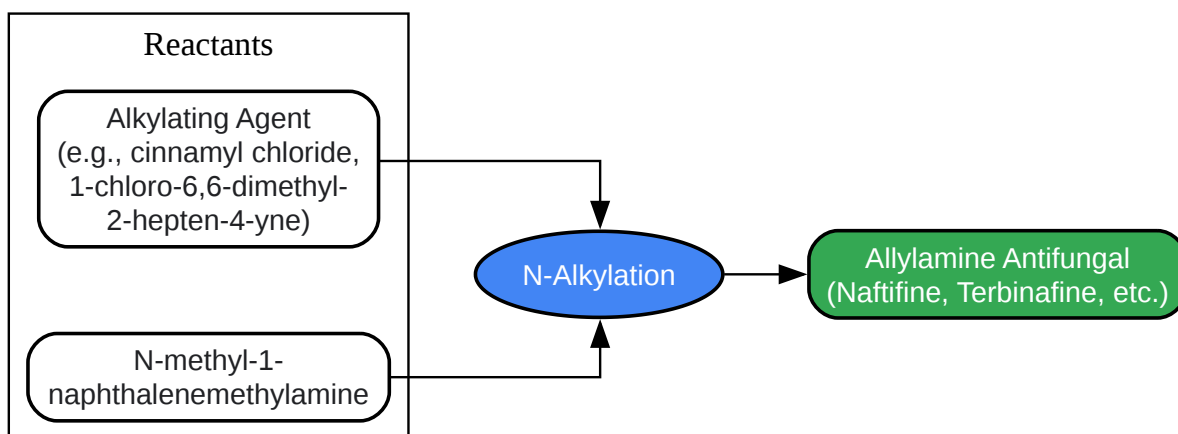 Reactants
Alkylating Agent
(e.g., cinnamyl chloride,
1-chloro-6,6-dimethyl-
2-hepten-4-yne)
N-Alkylation
Allylamine Antifungal
(Naftifine, Terbinafine, etc.)
N-methyl-1-
naphthalenemethylamine